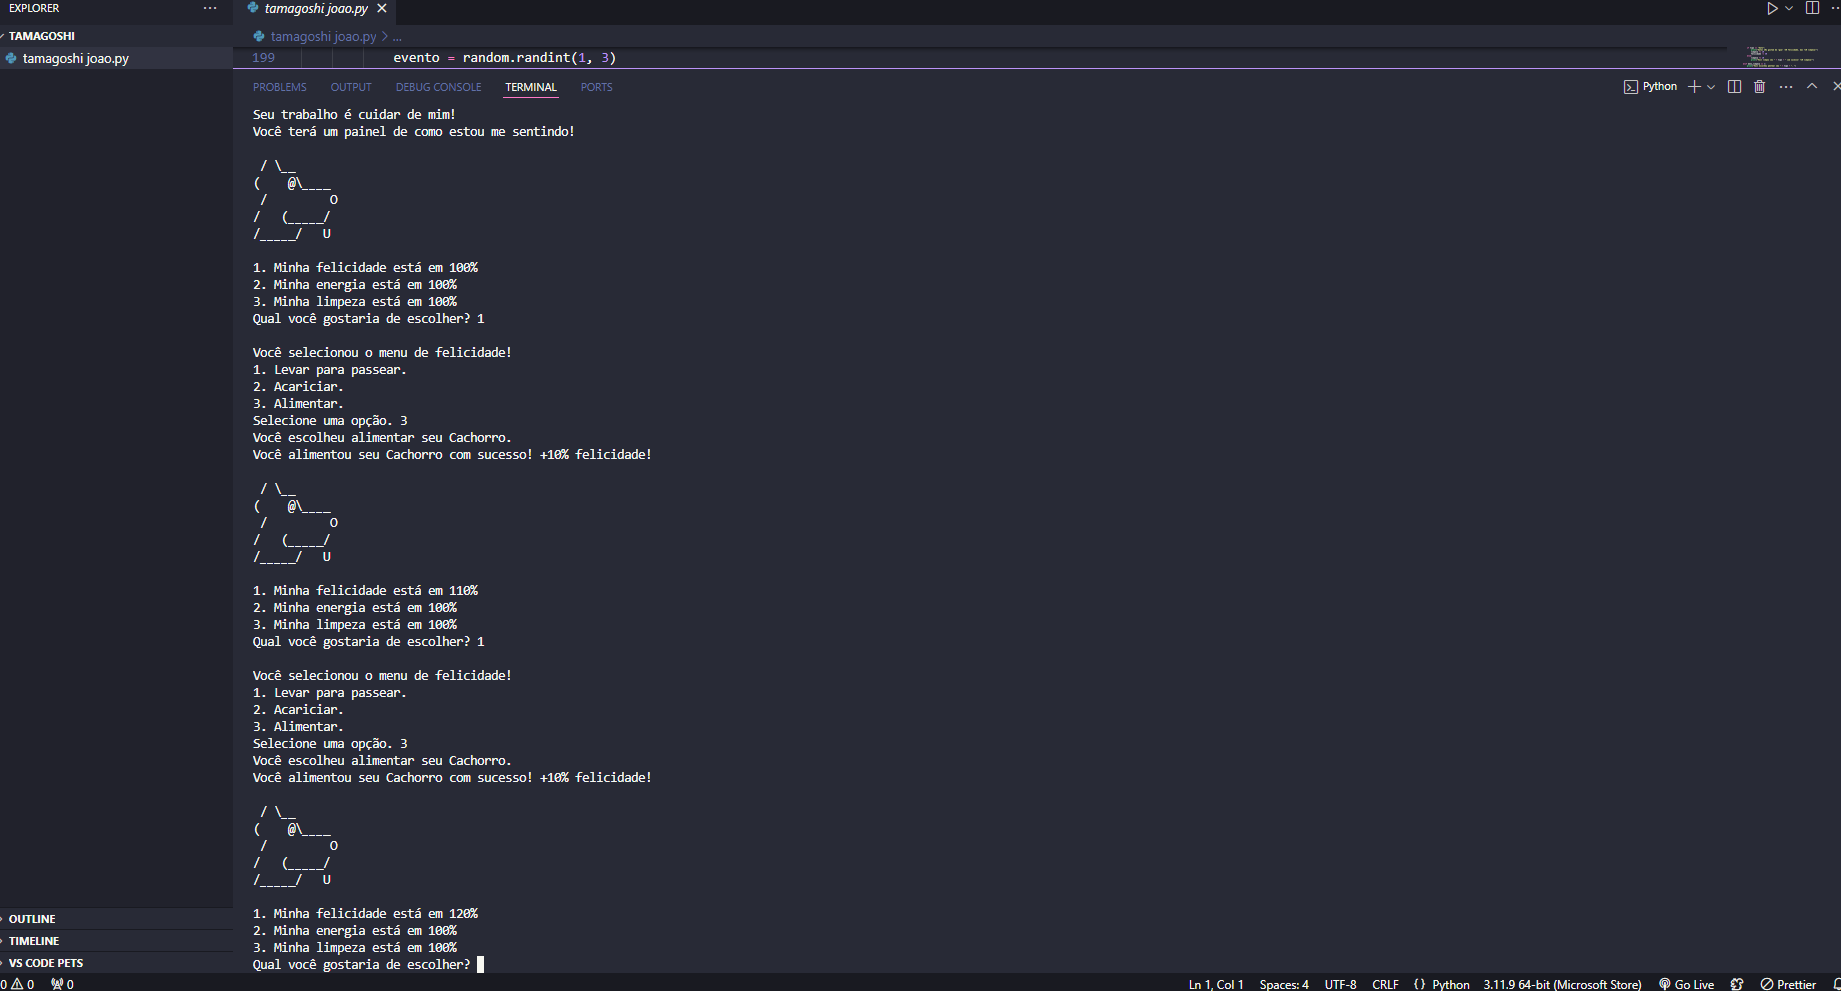 EXPLORER
tamagoshi joao.py
TAMAGOSHI
tamagoshi joao.py > ...
tamagoshi joao.py
199 evento = random.randint(1, 3)
PROBLEMS OUTPUT DEBUG CONSOLE TERMINAL PORTS
Python
Seu trabalho é cuidar de mim!
Você terá um painel de como estou me sentindo!
 / \__
(    @\____
 /         O
/   (_____/
/_____/   U
1. Minha felicidade está em 100%
2. Minha energia está em 100%
3. Minha limpeza está em 100%
Qual você gostaria de escolher? 1
Você selecionou o menu de felicidade!
1. Levar para passear.
2. Acariciar.
3. Alimentar.
Selecione uma opção. 3
Você escolheu alimentar seu Cachorro.
Você alimentou seu Cachorro com sucesso! +10% felicidade!
 / \__
(    @\____
 /         O
/   (_____/
/_____/   U
1. Minha felicidade está em 110%
2. Minha energia está em 100%
3. Minha limpeza está em 100%
Qual você gostaria de escolher? 1
Você selecionou o menu de felicidade!
1. Levar para passear.
2. Acariciar.
3. Alimentar.
Selecione uma opção. 3
Você escolheu alimentar seu Cachorro.
Você alimentou seu Cachorro com sucesso! +10% felicidade!
 / \__
(    @\____
 /         O
/   (_____/
/_____/   U
1. Minha felicidade está em 120%
2. Minha energia está em 100%
3. Minha limpeza está em 100%
Qual você gostaria de escolher?
OUTLINE
TIMELINE
VS CODE PETS
0 0 0 Ln 1, Col 1 Spaces: 4 UTF-8 CRLF {} Python 3.11.9 64-bit (Microsoft Store) Go Live Prettier